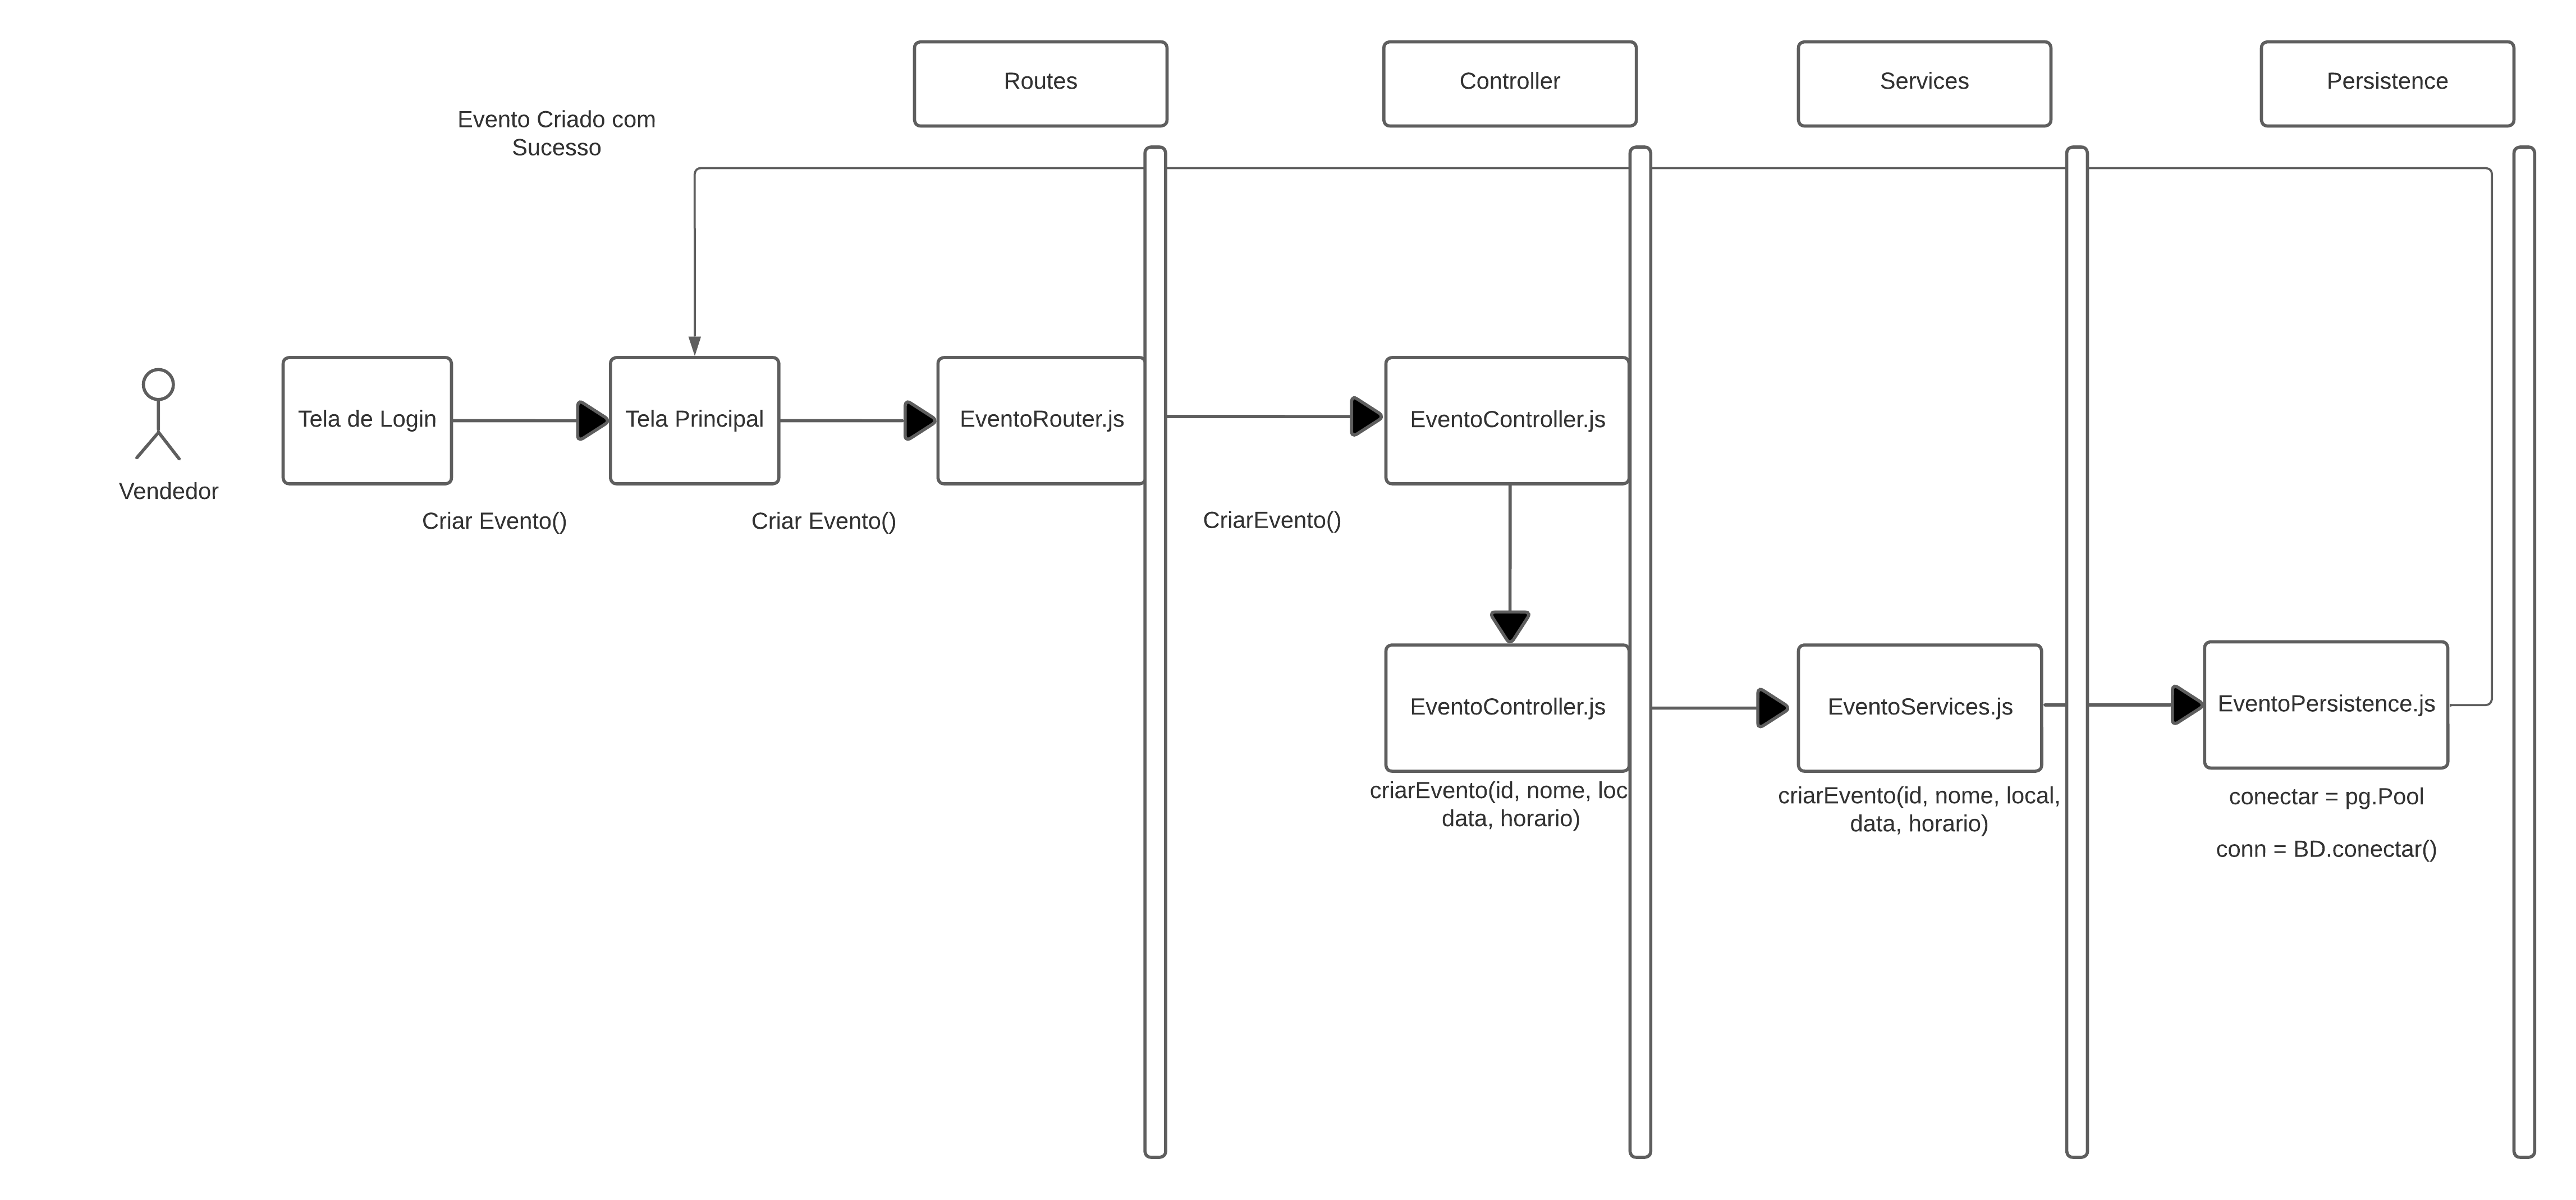 Routes
Controller
Services
Persistence
Evento Criado com
Sucesso
Vendedor
Tela de Login
Tela Principal
EventoRouter.js
EventoController.js
Criar Evento()
Criar Evento()
CriarEvento()
EventoController.js
EventoServices.js
EventoPersistence.js
criarEvento(id, nome, loc
data, horario)
criarEvento(id, nome, local,
data, horario)
conectar = pg.Pool
conn = BD.conectar()